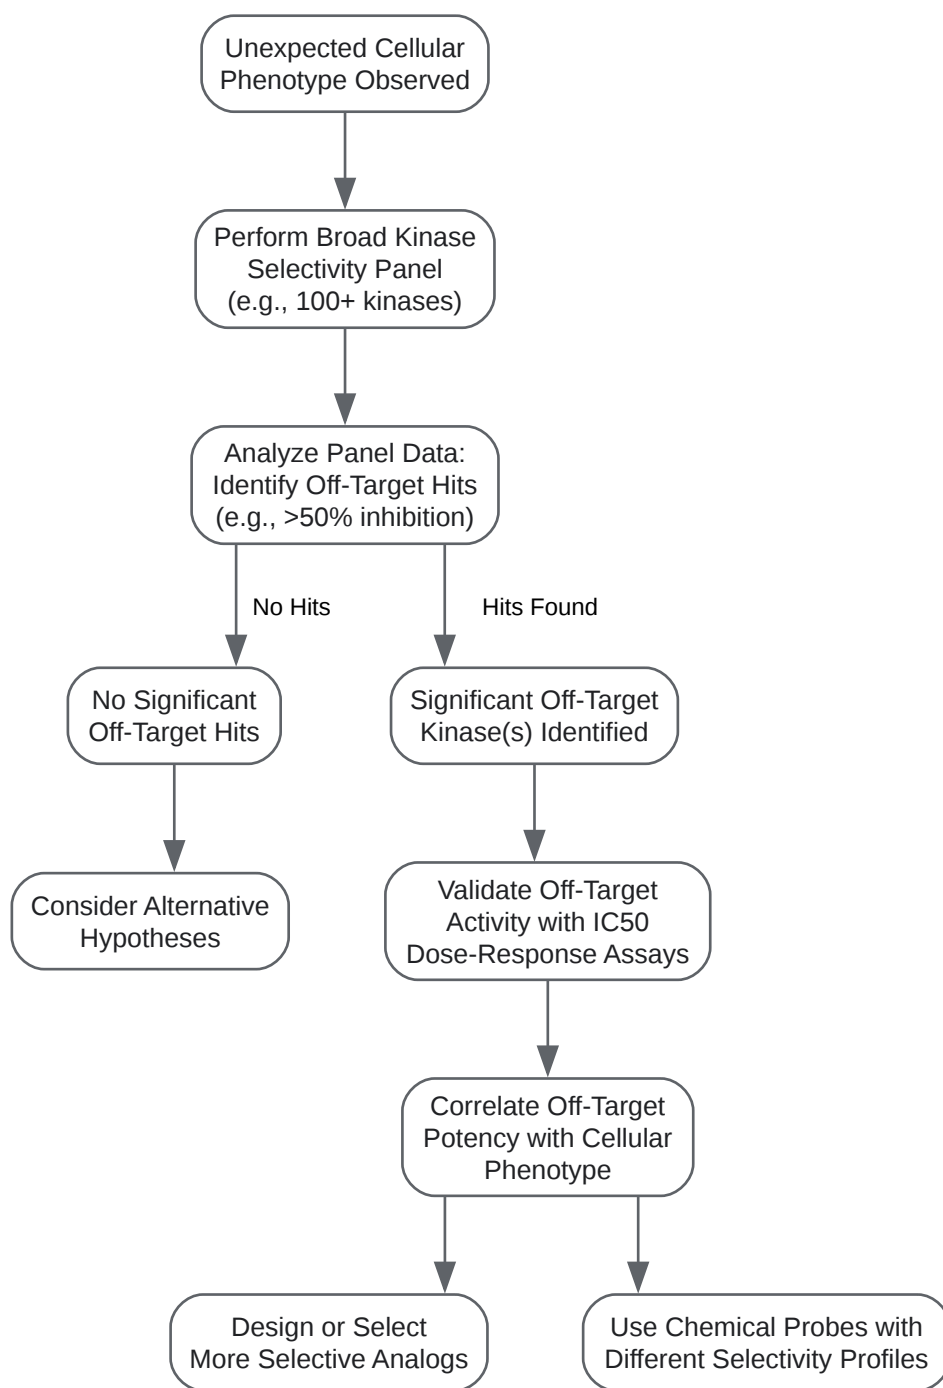 Unexpected Cellular
Phenotype Observed
Perform Broad Kinase
Selectivity Panel
(e.g., 100+ kinases)
Analyze Panel Data:
Identify Off-Target Hits
(e.g., >50% inhibition)
No Hits
Hits Found
No Significant
Off-Target Hits
Significant Off-Target
Kinase(s) Identified
Consider Alternative
Hypotheses
Validate Off-Target
Activity with IC50
Dose-Response Assays
Correlate Off-Target
Potency with Cellular
Phenotype
Design or Select
More Selective Analogs
Use Chemical Probes with
Different Selectivity Profiles